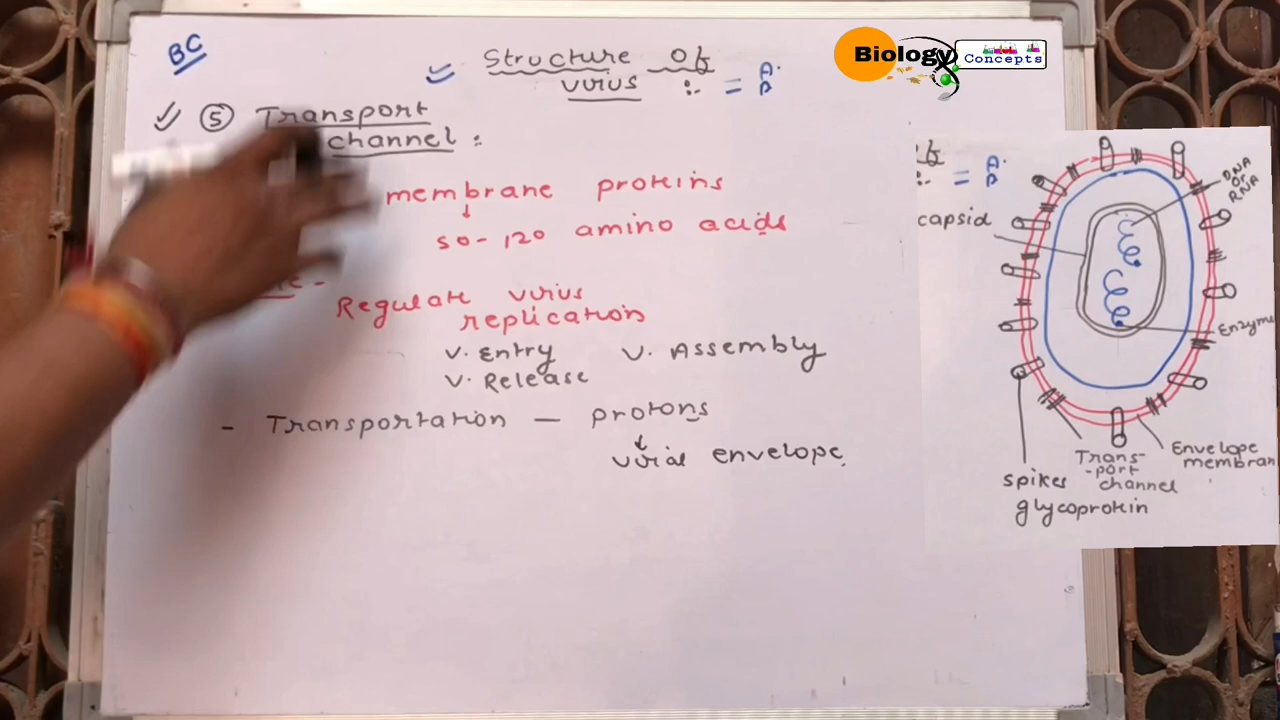 BC
Structure Of
virus :- = A.
B
Biology
Concepts
5 Transport
channel :
membrane proteins
50-120 amino acids
Regulate virus
replication
V. Entry V. Assembly
V. Release
- Transportation — protons
viral envelope
= A.
B
DNA
or
RNA
capsid
Enzyme
Envelope
membran
Trans-
-port
channel
spikes
glycoprotein